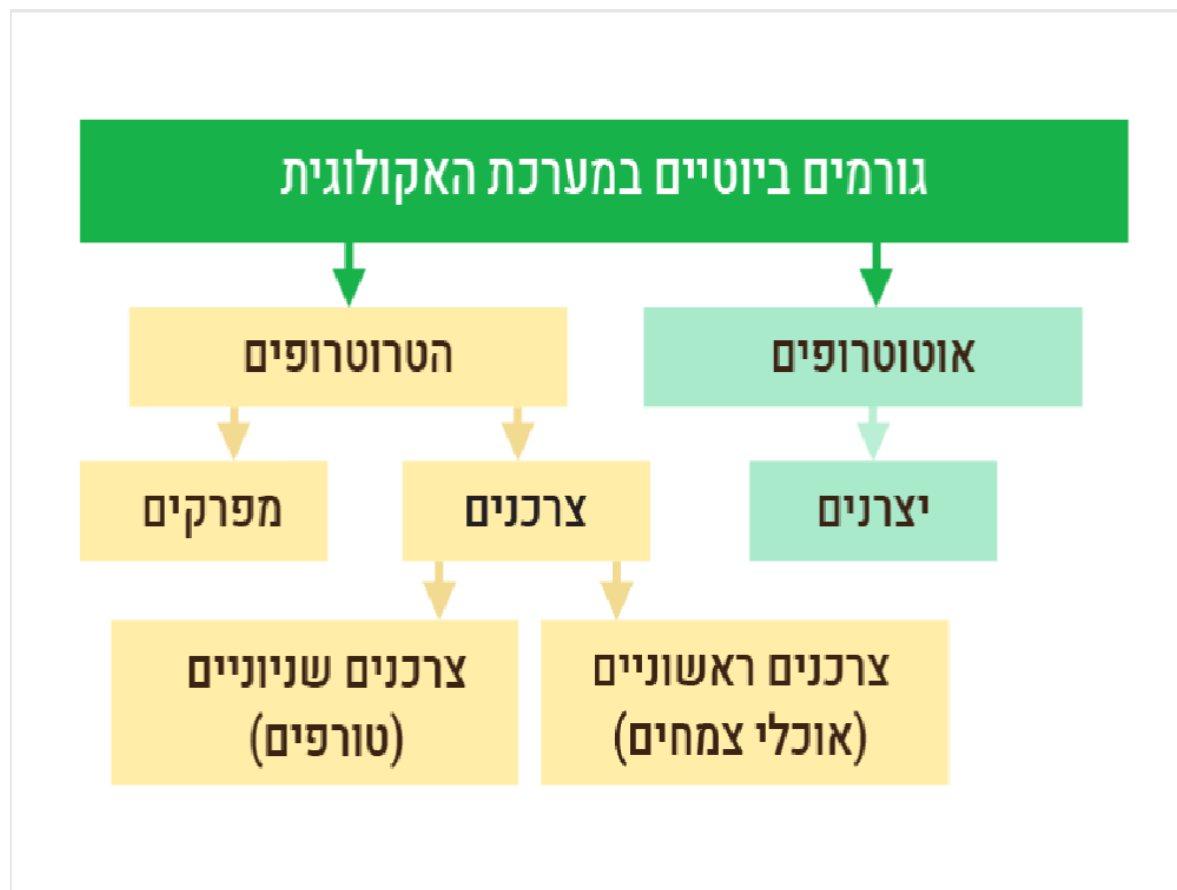 גורמים ביוטיים במערכת האקולוגית
אוטוטרופים
הטרוטרופים
יצרנים
צרכנים
מפרקים
צרכנים ראשוניים
(אוכלי צמחים)
צרכנים שניוניים
(טורפים)